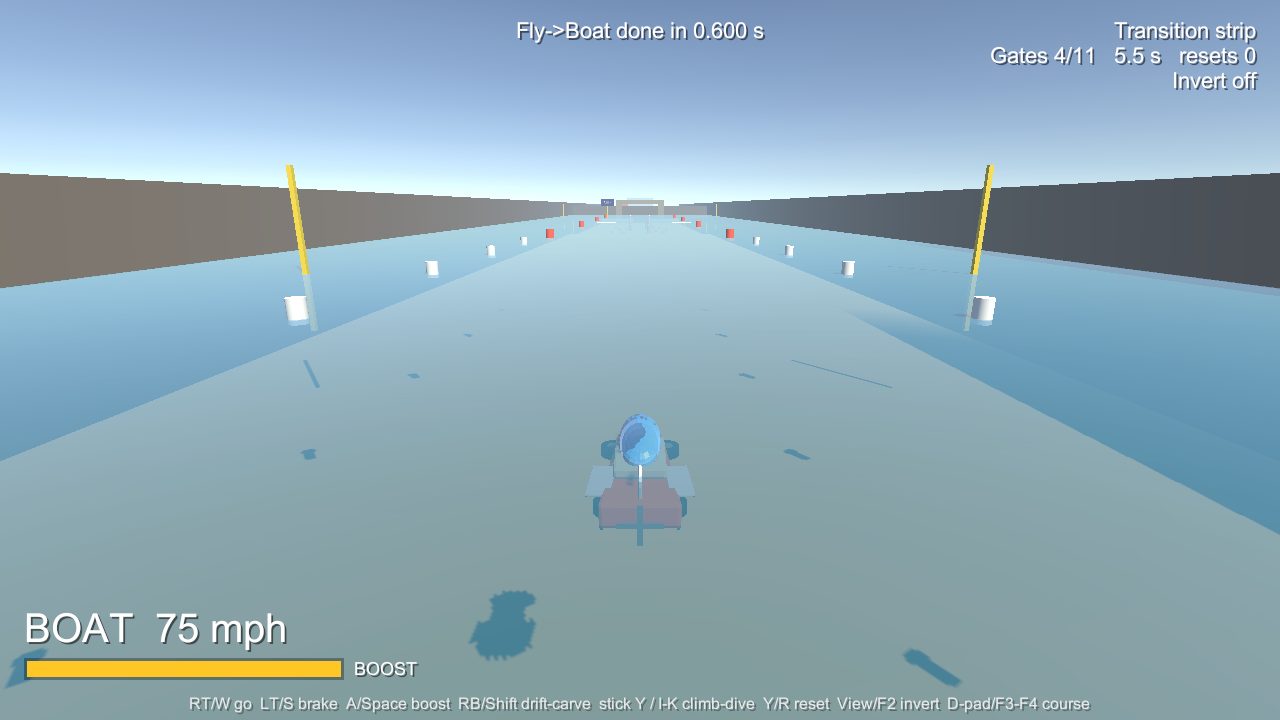 Fly->Boat done in 0.600 s
Transition strip
Gates 4/11 5.5 s resets 0
Invert off
BOAT 75 mph
BOOST
RT/W go LT/S brake A/Space boost RB/Shift drift-carve stick Y / I-K climb-dive Y/R reset View/F2 invert D-pad/F3-F4 course